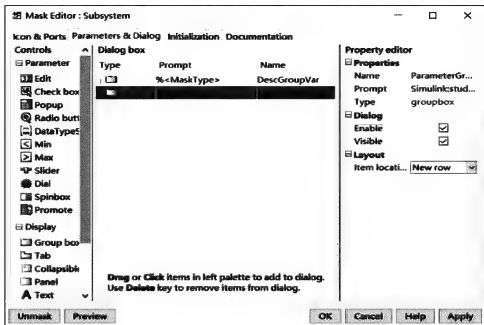 Mask Editor : Subsystem
Icon & Ports Parameters & Dialog Initialization Documentation
Controls
Parameter
Edit
Check box
Popup
Radio butt
DataTypeS
Min
Max
Slider
Dial
Spinbox
Promote
Display
Group box
Tab
Collapsible
Panel
Text
Dialog box
Type Prompt Name
%<MaskType> DescGroupVar
Drag or Click items in left palette to add to dialog.
Use Delete key to remove items from dialog.
Property editor
Properties
Name ParameterGr...
Prompt Simulink:stud...
Type groupbox
Dialog
Enable
Visible
Layout
Item locati... New row
Unmask Preview OK Cancel Help Apply